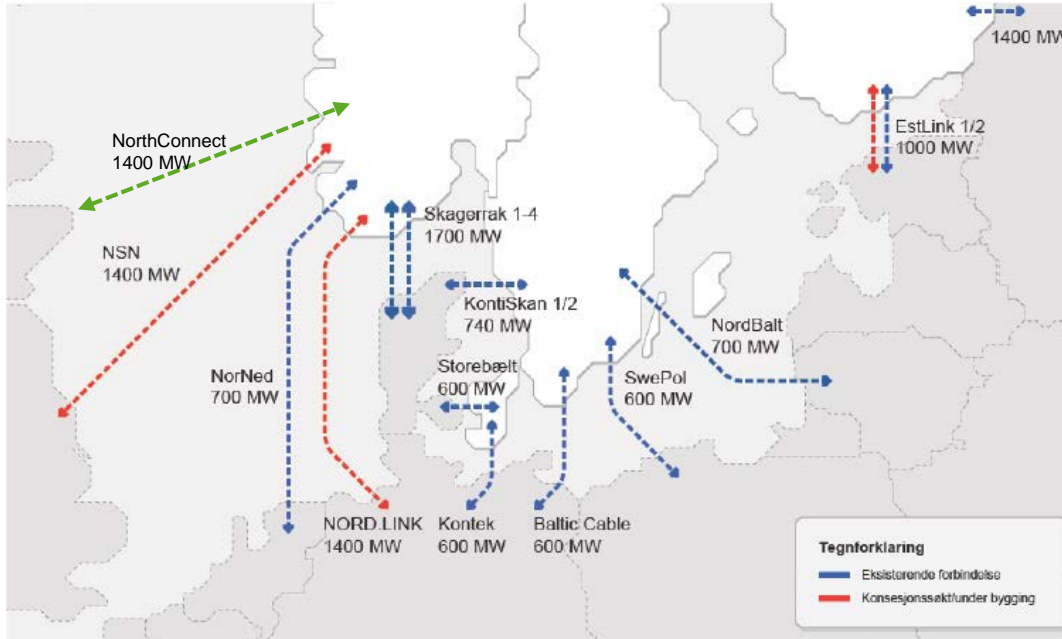 1400 MW
EstLink 1/2
1000 MW
NorthConnect
1400 MW
Skagerrak 1-4
1700 MW
NSN
1400 MW
KontiSkan 1/2
740 MW
NordBalt
700 MW
Storebælt
600 MW
NorNed
700 MW
SwePol
600 MW
NORD.LINK
1400 MW
Kontek
600 MW
Baltic Cable
600 MW
Tegnforklaring
Eksisterende forbindelse
Konsesjonssøkt/under bygging